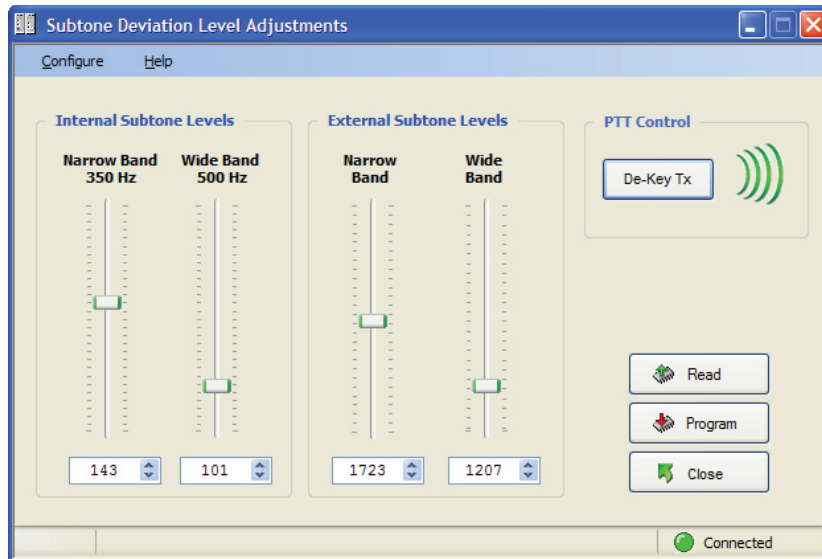 Subtone Deviation Level Adjustments
Configure Help
Internal Subtone Levels
Narrow Band
350 Hz
Wide Band
500 Hz
143
101
External Subtone Levels
Narrow
Band
Wide
Band
1723
1207
PTT Control
De-Key Tx
Read
Program
Close
Connected